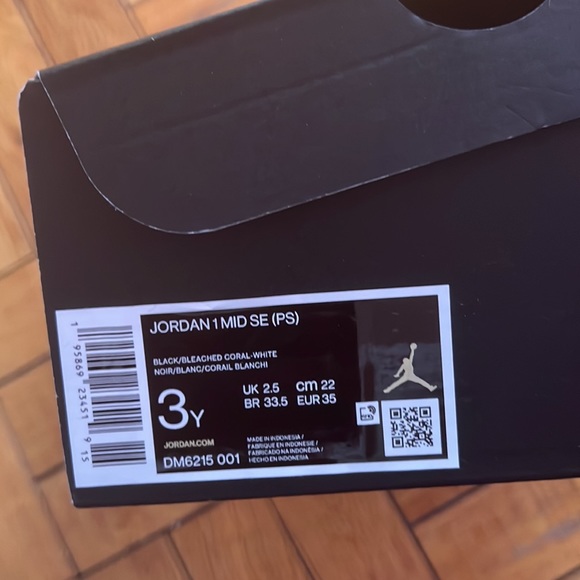 JORDAN 1 MID SE (PS)
BLACK/BLEACHED CORAL-WHITE
NOIR/BLANC/CORAIL BLANCHI
3Y
UK 2.5 cm 22
BR 33.5 EUR 35
JORDAN.COM
DM6215 001
MADE IN INDONESIA /
FABRIQUE EN INDONESIE /
FABRICADO NA INDONÉSIA /
HECHO EN INDONESIA
1 95869 23451 9 15